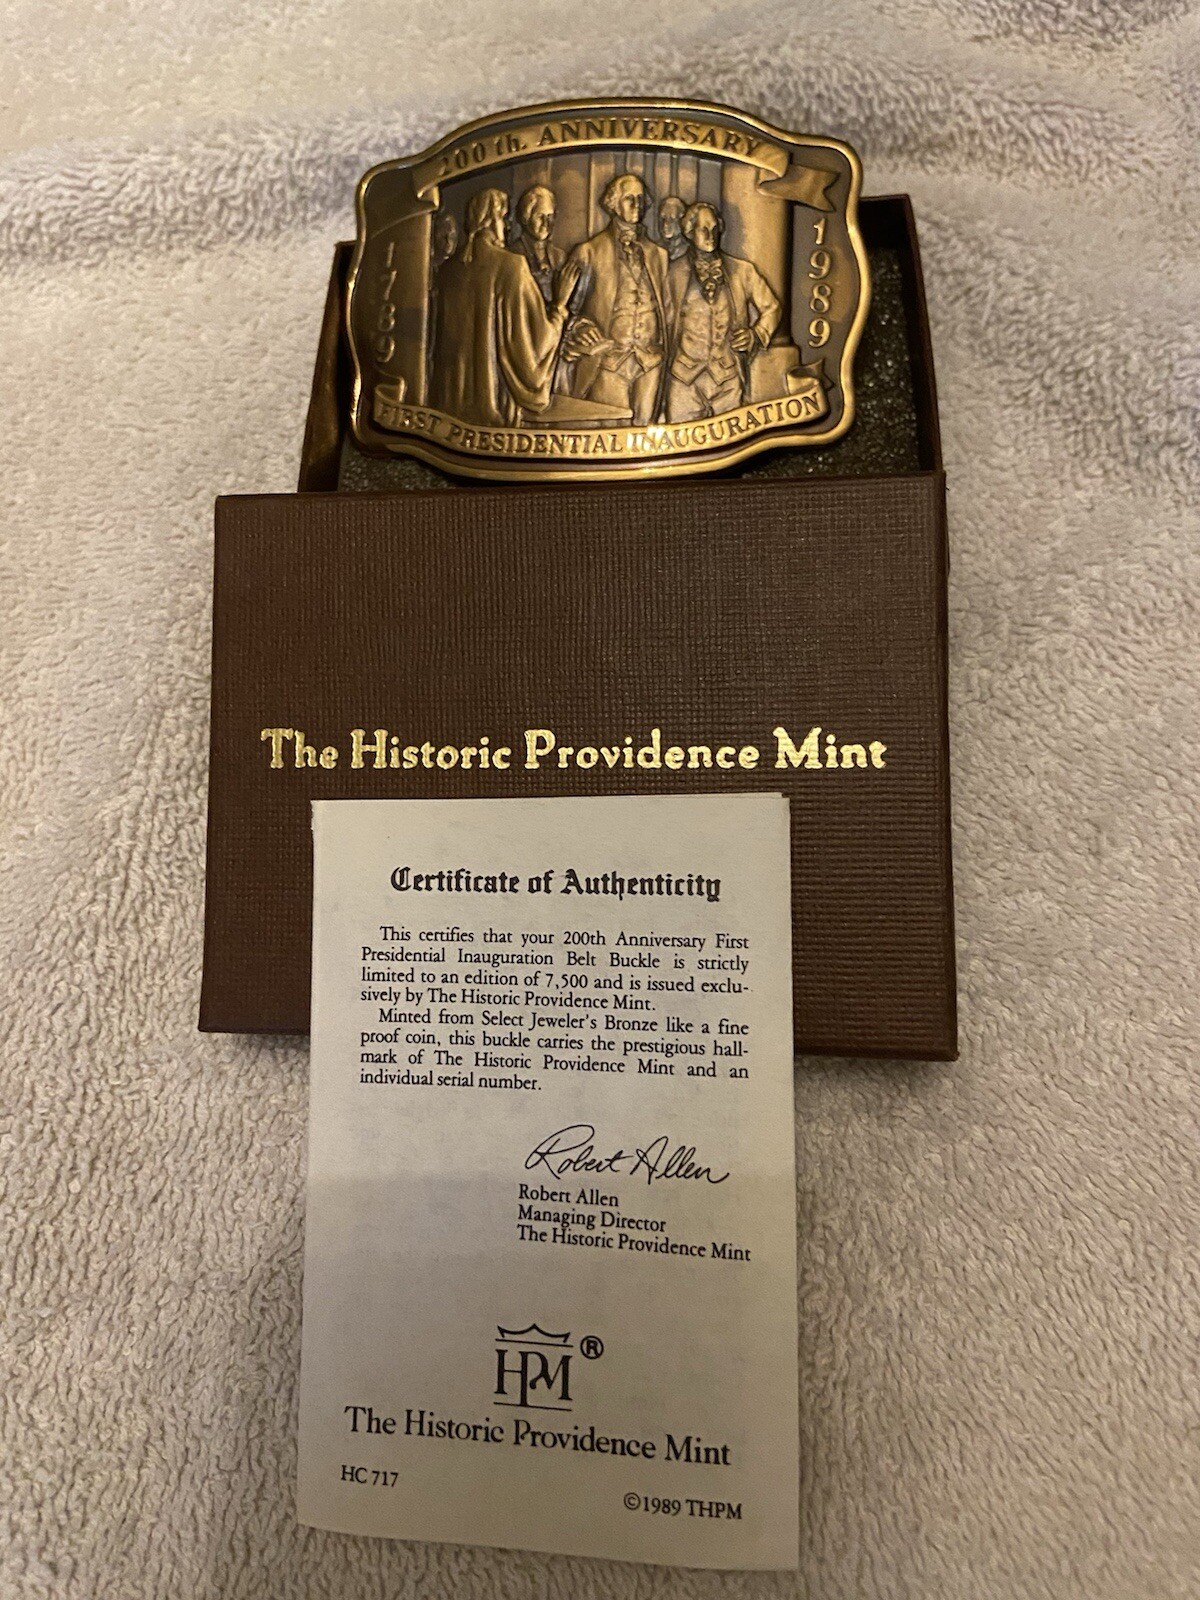 200th. ANNIVERSARY
1789
1989
FIRST PRESIDENTIAL INAUGURATION
The Historic Providence Mint
Certificate of Authenticity
This certifies that your 200th Anniversary First
Presidential Inauguration Belt Buckle is strictly
limited to an edition of 7,500 and is issued exclu-
sively by The Historic Providence Mint.
Minted from Select Jeweler's Bronze like a fine
proof coin, this buckle carries the prestigious hall-
mark of The Historic Providence Mint and an
individual serial number.
Robert Allen
Robert Allen
Managing Director
The Historic Providence Mint
HPM®
The Historic Providence Mint
HC 717
©1989 THPM